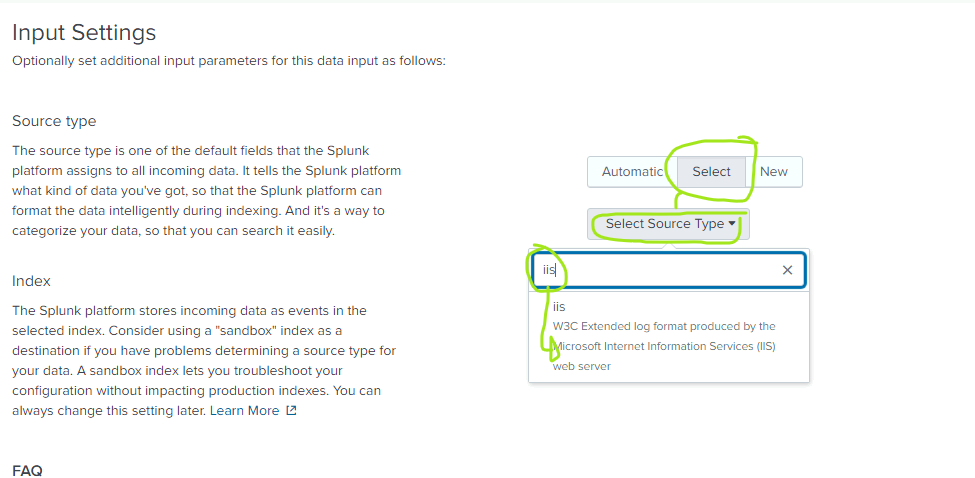 Input Settings
Optionally set additional input parameters for this data input as follows:
Source type
The source type is one of the default fields that the Splunk
platform assigns to all incoming data. It tells the Splunk platform
what kind of data you've got, so that the Splunk platform can
format the data intelligently during indexing. And it's a way to
categorize your data, so that you can search it easily.
Automatic Select New
Select Source Type
iis
iis
W3C Extended log format produced by the
Microsoft Internet Information Services (IIS)
web server
Index
The Splunk platform stores incoming data as events in the
selected index. Consider using a "sandbox" index as a
destination if you have problems determining a source type for
your data. A sandbox index lets you troubleshoot your
configuration without impacting production indexes. You can
always change this setting later. Learn More
FAQ